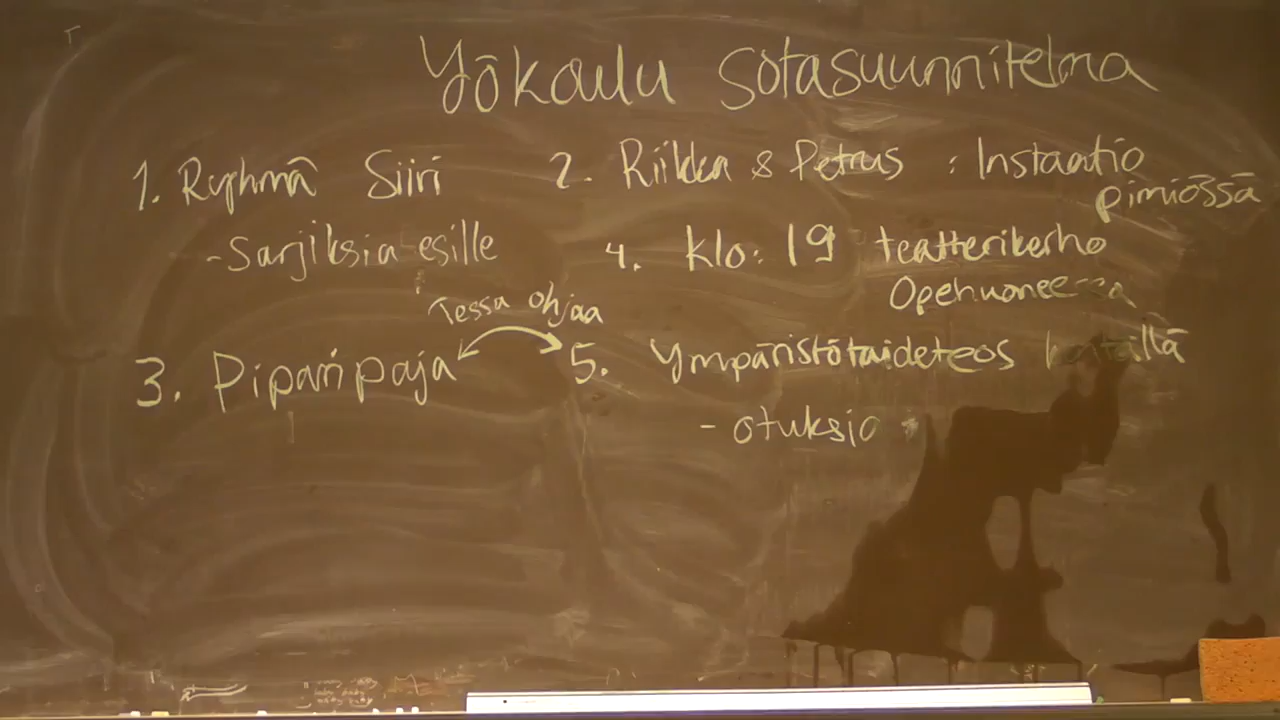 Yökoulu sotasuunnitelma
1. Ryhmä Siiri
-Sarjiksia esille
2. Riikka & Petrus : Instaatio
pimiössä
3. Piparipaja
Tessa ohjaa
4. klo: 19 teatterikerho
Opehuoneessa
5. Ympäristötaideteos
- otuksia